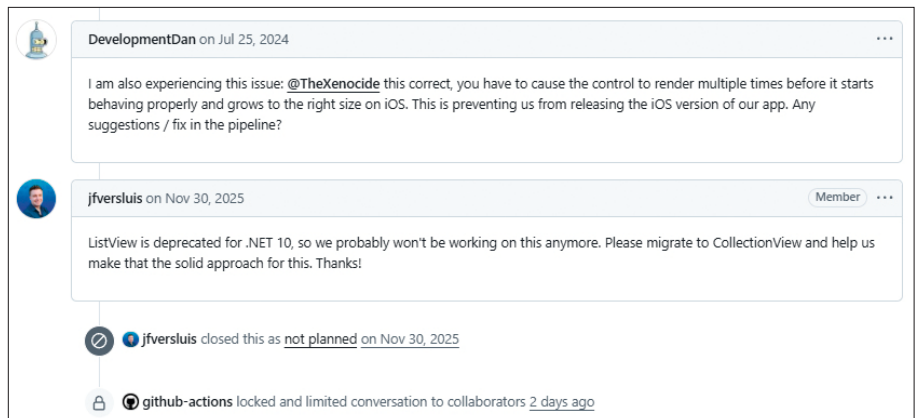 DevelopmentDan on Jul 25, 2024
I am also experiencing this issue: @TheXenocide this correct, you have to cause the control to render multiple times before it starts
behaving properly and grows to the right size on iOS. This is preventing us from releasing the iOS version of our app. Any
suggestions / fix in the pipeline?
jfversluis on Nov 30, 2025 Member
ListView is deprecated for .NET 10, so we probably won't be working on this anymore. Please migrate to CollectionView and help us
make that the solid approach for this. Thanks!
jfversluis closed this as not planned on Nov 30, 2025
github-actions locked and limited conversation to collaborators 2 days ago